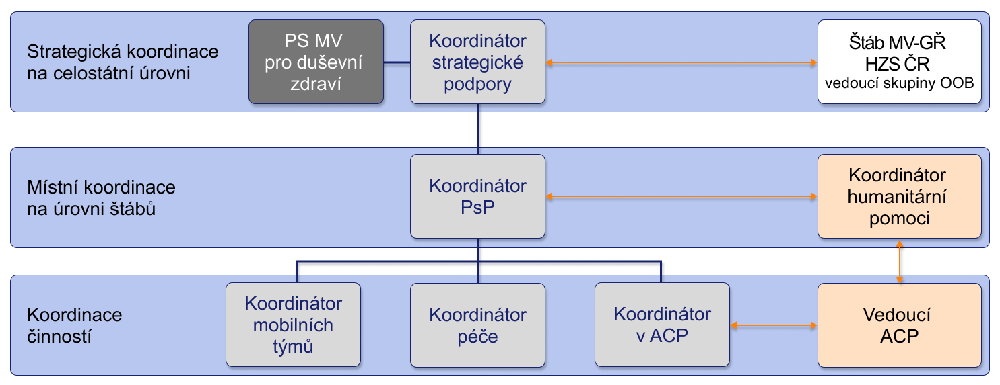 Strategická koordinace
na celostátní úrovni
PS MV
pro duševní
zdraví
Koordinátor
strategické
podpory
Štáb MV-GŘ
HZS ČR
vedoucí skupiny OOB
Místní koordinace
na úrovni štábů
Koordinátor
PsP
Koordinátor
humanitární
pomoci
Koordinace
činností
Koordinátor
mobilních
týmů
Koordinátor
péče
Koordinátor
v ACP
Vedoucí
ACP